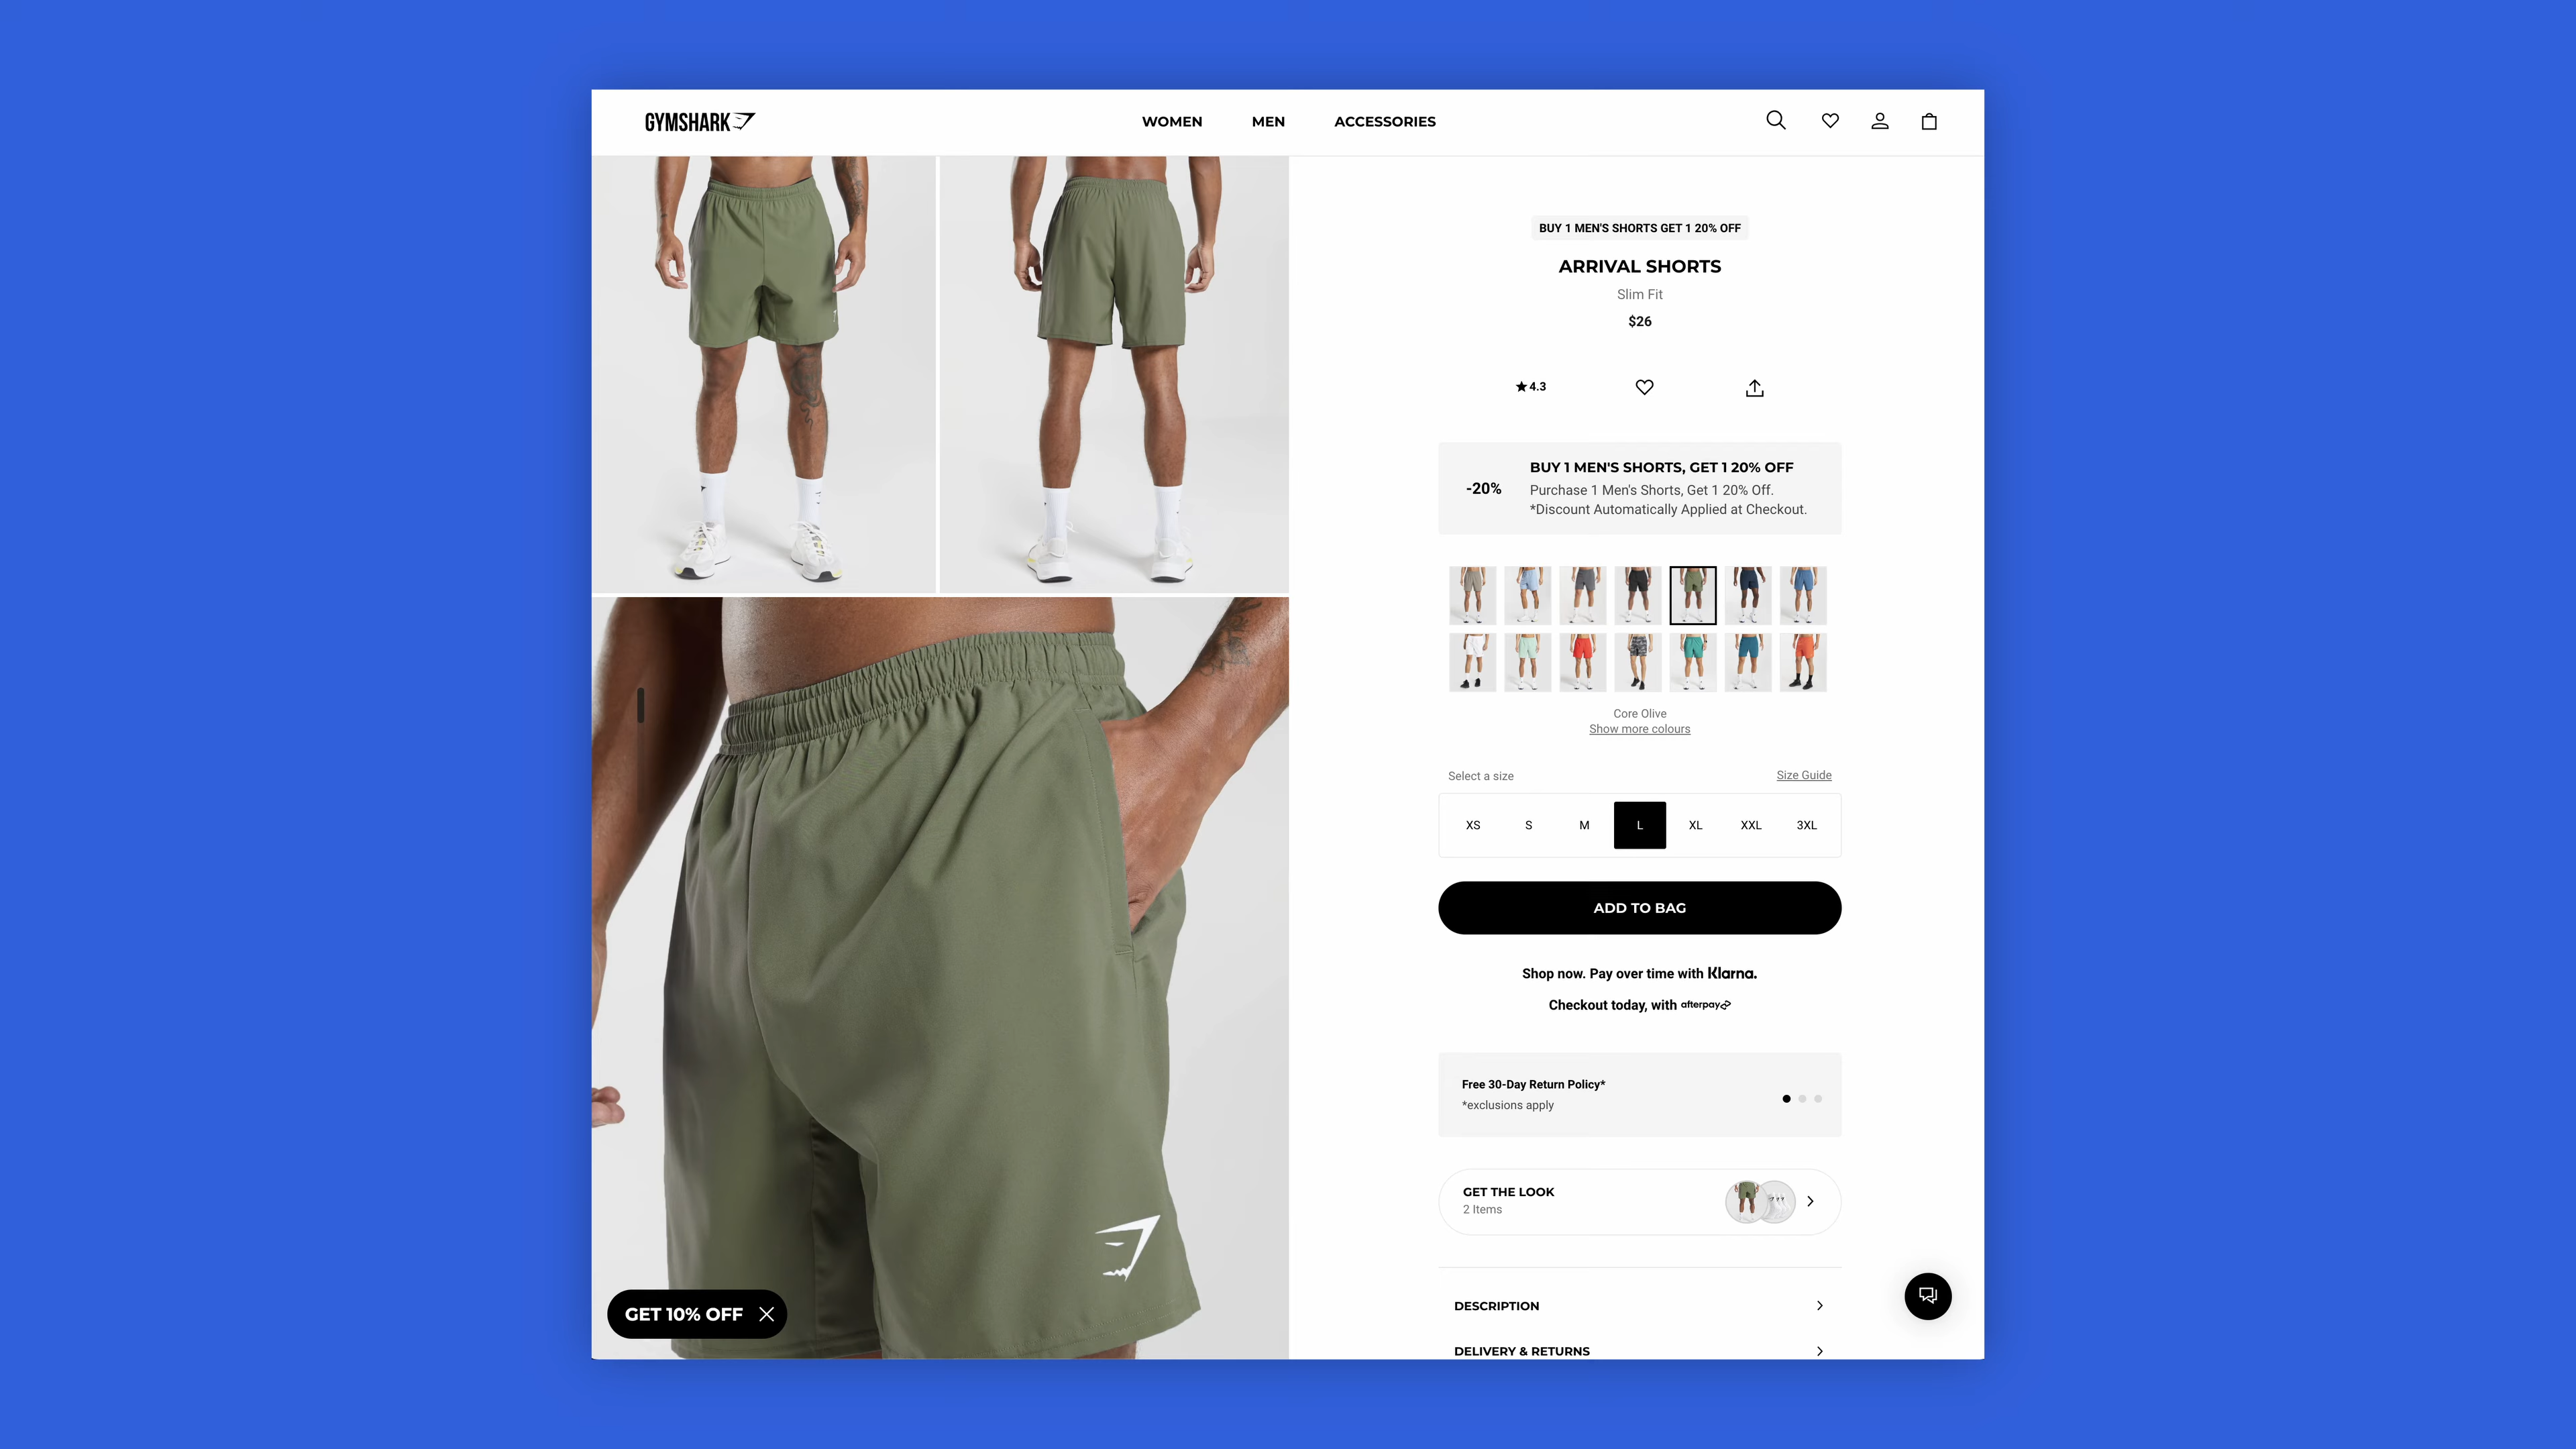 GYMSHARK
WOMEN
MEN
ACCESSORIES
BUY 1 MEN'S SHORTS GET 1 20% OFF
ARRIVAL SHORTS
Slim Fit
$26
4.3
-20%
BUY 1 MEN'S SHORTS, GET 1 20% OFF
Purchase 1 Men's Shorts, Get 1 20% Off.
*Discount Automatically Applied at Checkout.
Core Olive
Show more colours
Select a size
Size Guide
XS S M L XL XXL 3XL
ADD TO BAG
Shop now. Pay over time with Klarna.
Checkout today, with afterpay
Free 30-Day Return Policy*
*exclusions apply
GET THE LOOK
2 Items
DESCRIPTION
DELIVERY & RETURNS
GET 10% OFF